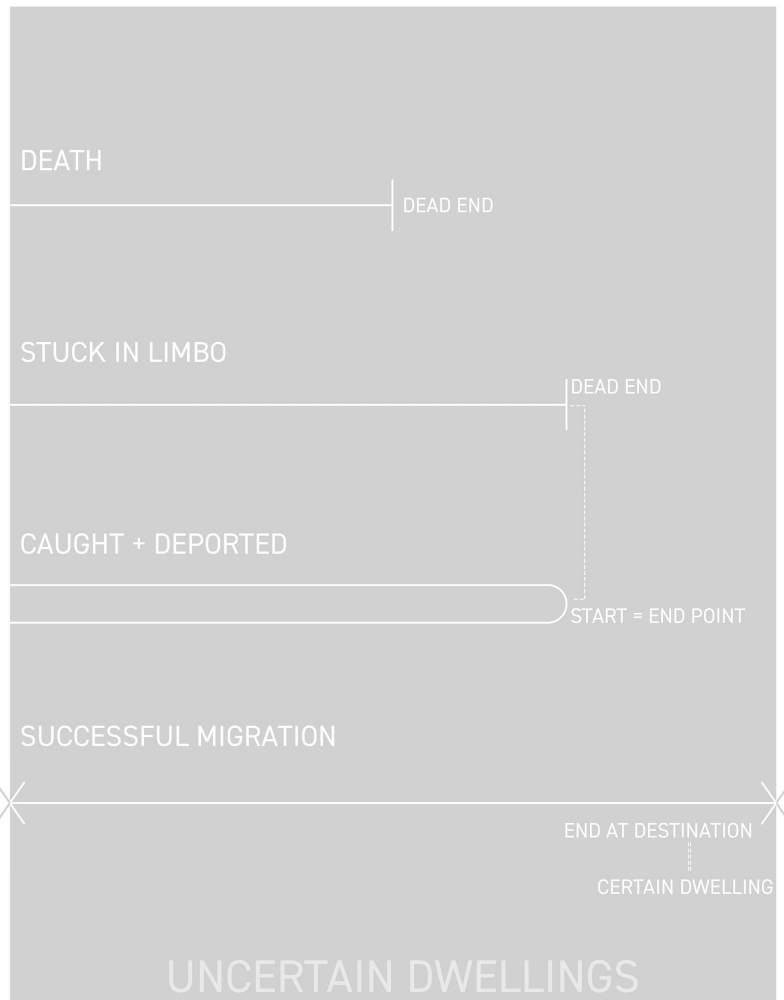 DEATH
DEAD END
STUCK IN LIMBO
DEAD END
CAUGHT + DEPORTED
START = END POINT
SUCCESSFUL MIGRATION
END AT DESTINATION
CERTAIN DWELLING
UNCERTAIN DWELLINGS